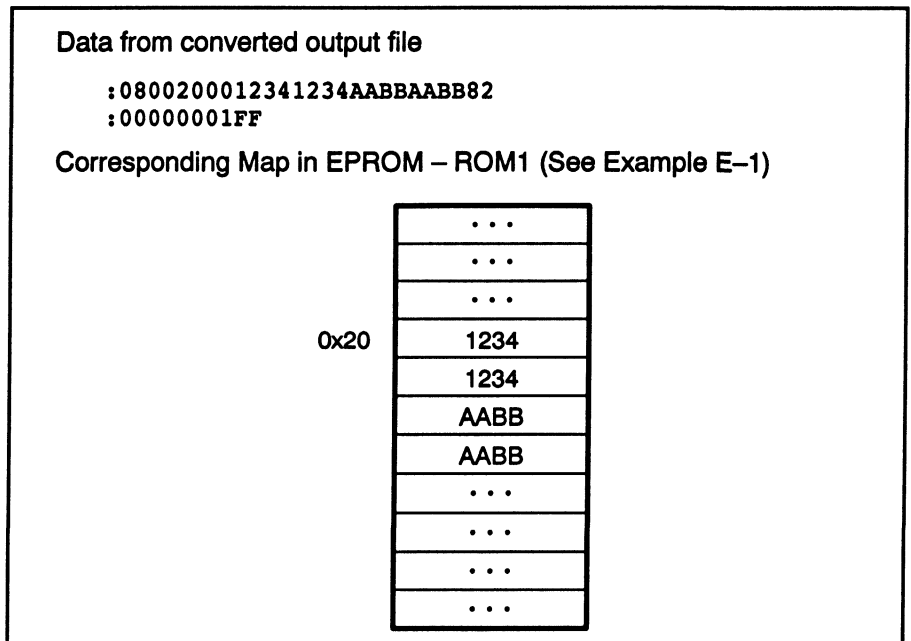 Data from converted output file
:0800200012341234AABBAABB82
:00000001FF
Corresponding Map in EPROM – ROM1 (See Example E–1)
• • •
• • •
• • •
0x20 1234
1234
AABB
AABB
• • •
• • •
• • •
• • •